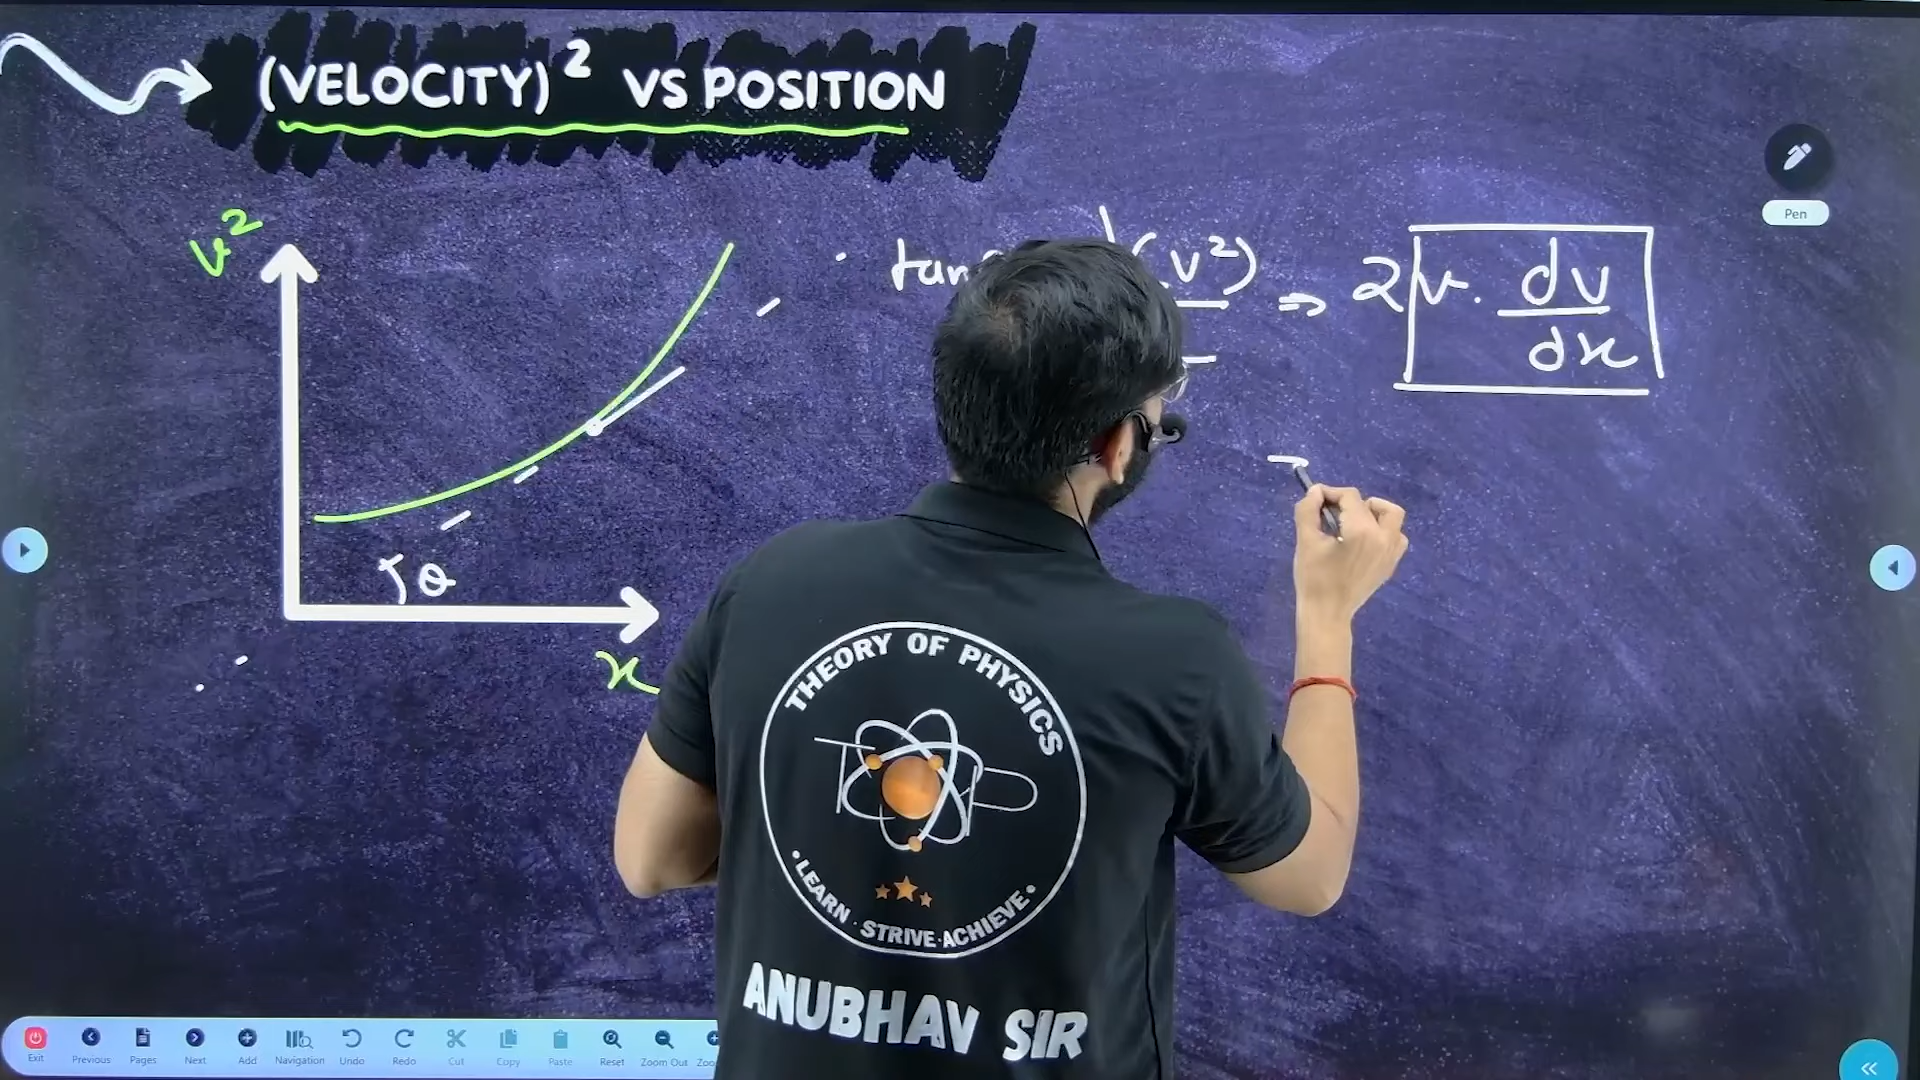 (VELOCITY)² VS POSITION
v²
tan
(v²)
⇒ 2 v. dv
dx
θ
x
Pen
THEORY OF PHYSICS
• LEARN · STRIVE · ACHIEVE •
ANUBHAV SIR
Exit Previous Pages Next Add Navigation Undo Redo Cut Copy Paste Reset Zoom Out